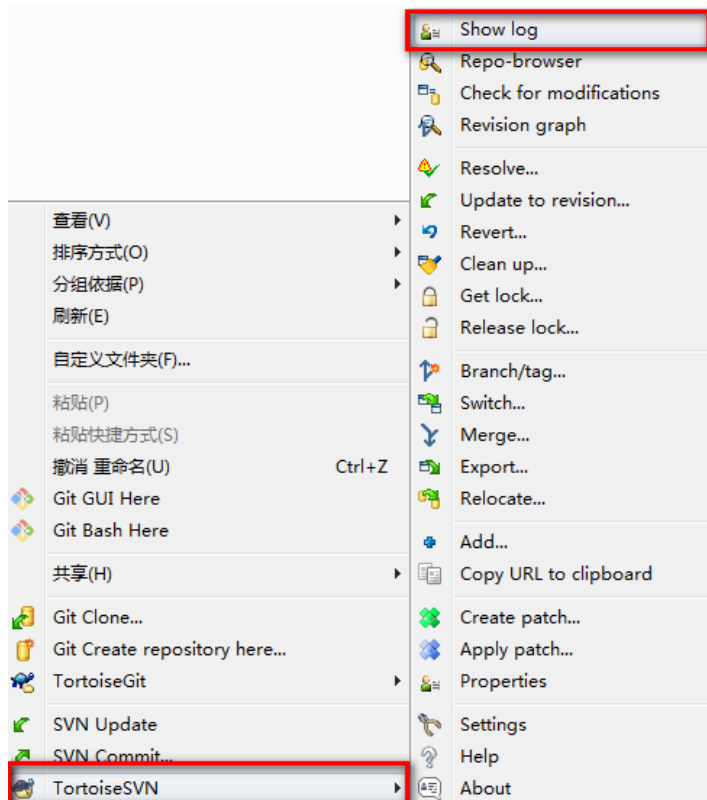 Show log
Repo-browser
Check for modifications
Revision graph
Resolve...
Update to revision...
Revert...
Clean up...
Get lock...
Release lock...
Branch/tag...
Switch...
Merge...
Export...
Relocate...
Add...
Copy URL to clipboard
Create patch...
Apply patch...
Properties
Settings
Help
About
查看(V)
排序方式(O)
分组依据(P)
刷新(E)
自定义文件夹(F)...
粘贴(P)
粘贴快捷方式(S)
撤消 重命名(U) Ctrl+Z
Git GUI Here
Git Bash Here
共享(H)
Git Clone...
Git Create repository here...
TortoiseGit
SVN Update
SVN Commit...
TortoiseSVN